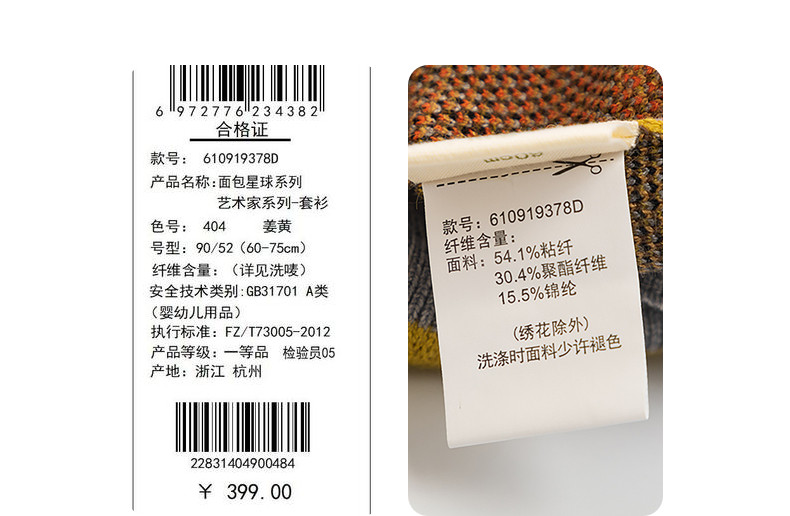 6 972776 234382
合格证
款号： 610919378D
产品名称:面包星球系列
艺术家系列-套衫
色号： 404 姜黄
号型：90/52（60-75cm）
纤维含量：（详见洗唛）
安全技术类别:GB31701 A类
（婴幼儿用品）
执行标准：FZ/T73005-2012
产品等级：一等品 检验员05
产地：浙江 杭州
22831404900484
￥ 399.00
款号：610919378D
纤维含量：
面料：54.1%粘纤
30.4%聚酯纤维
15.5%锦纶
(绣花除外)
洗涤时面料少许褪色